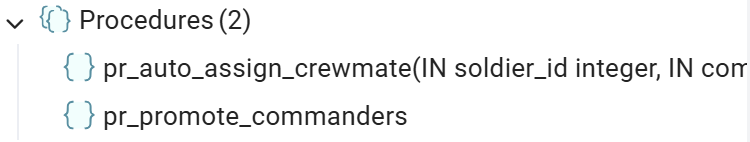 Procedures (2)
pr_auto_assign_crewmate(IN soldier_id integer, IN com
pr_promote_commanders